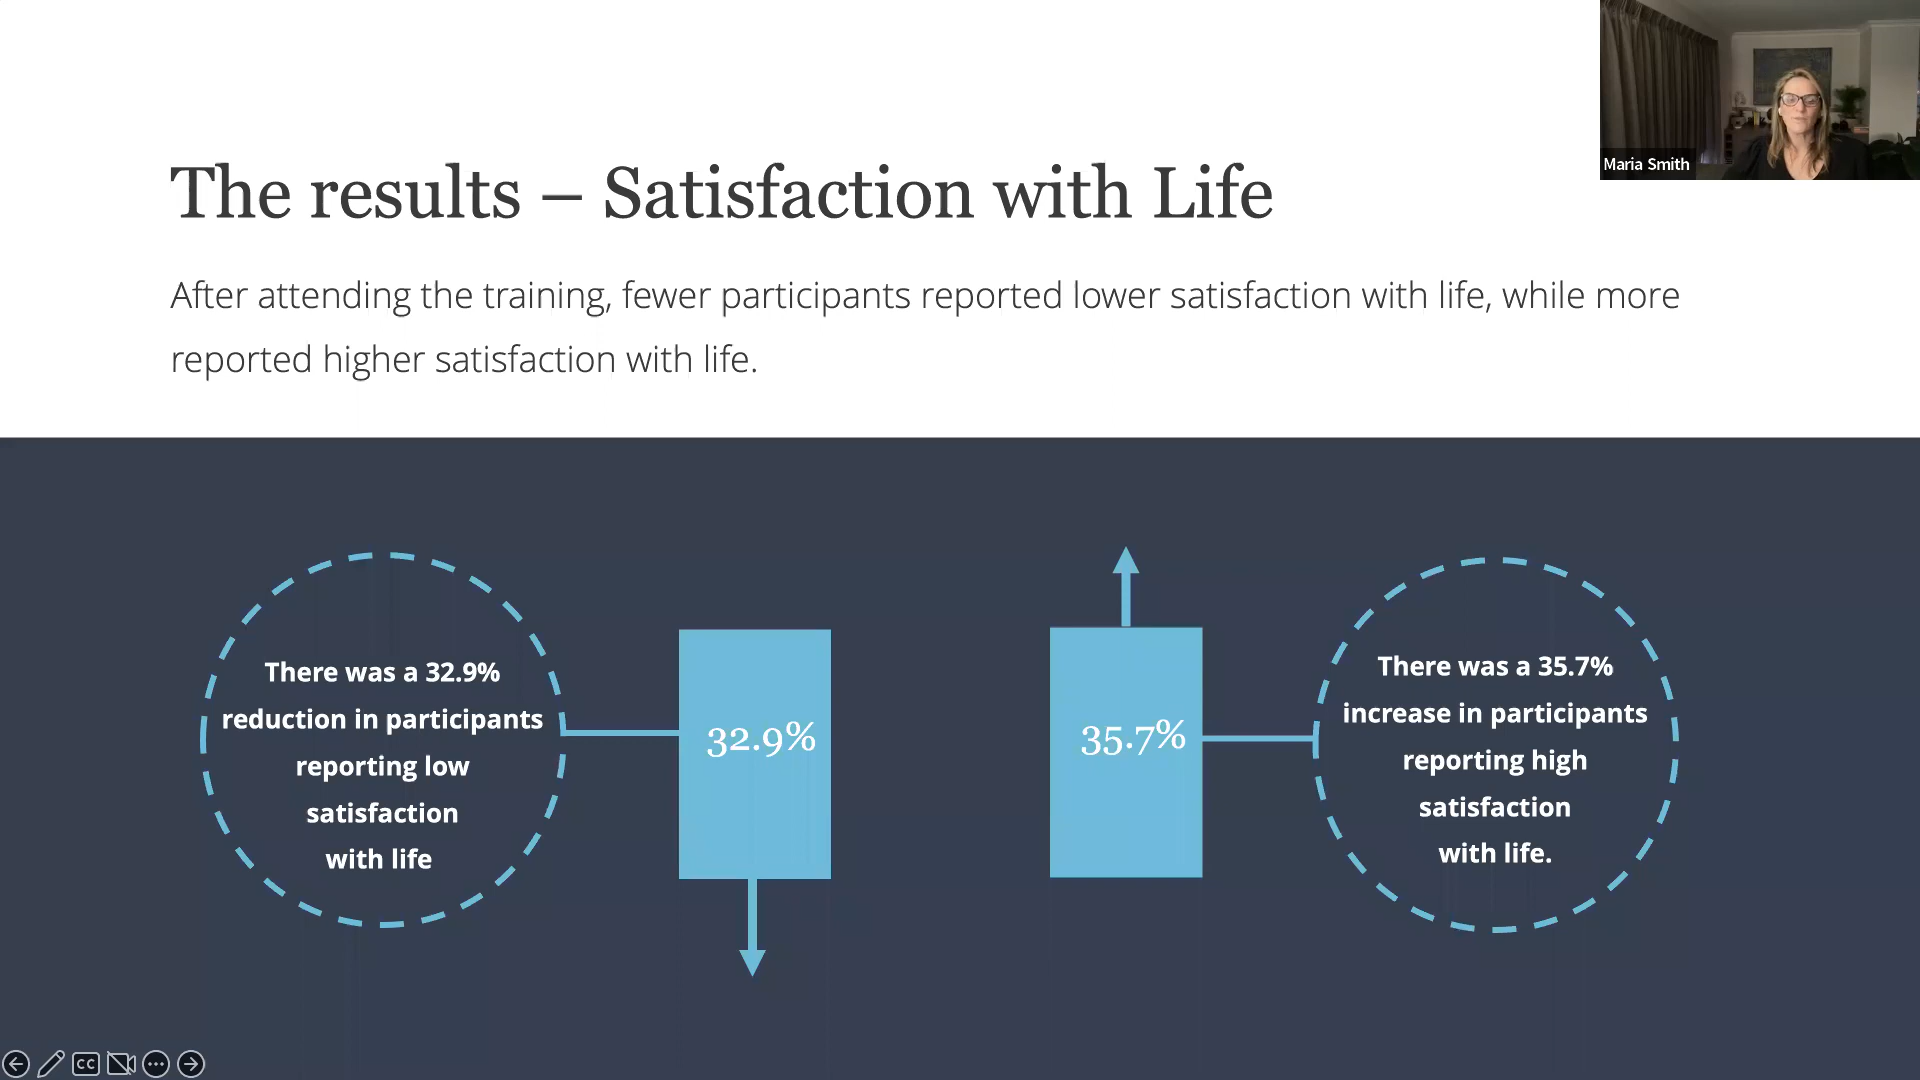 Maria Smith
The results – Satisfaction with Life
After attending the training, fewer participants reported lower satisfaction with life, while more
reported higher satisfaction with life.
There was a 32.9%
reduction in participants
reporting low
satisfaction
with life
32.9%
35.7%
There was a 35.7%
increase in participants
reporting high
satisfaction
with life.
CC